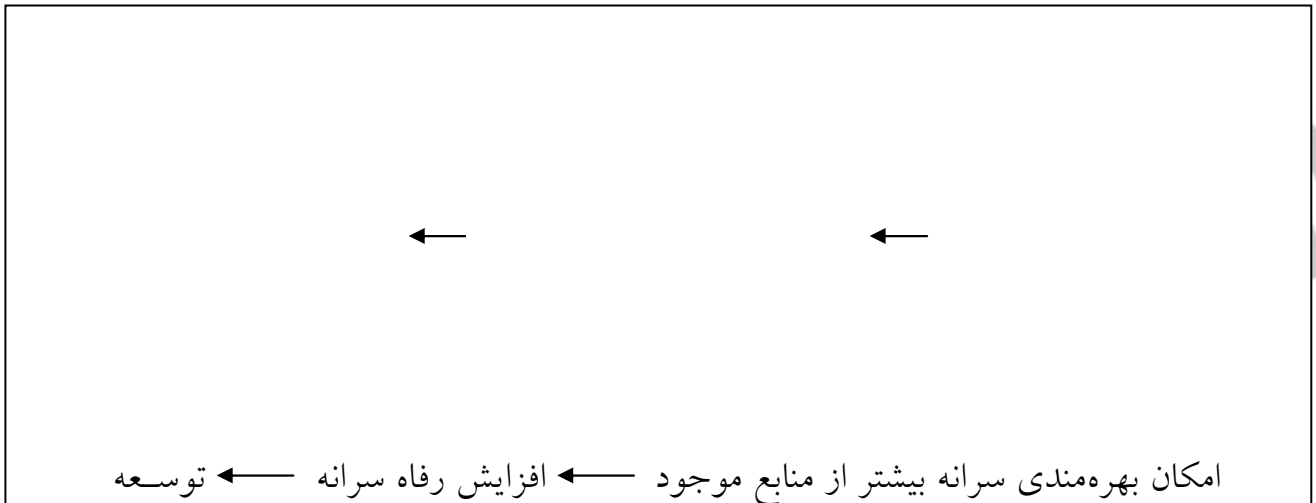 امکان بهره‌مندی سرانه بیشتر از منابع موجود ← افزایش رفاه سرانه ← توسعه